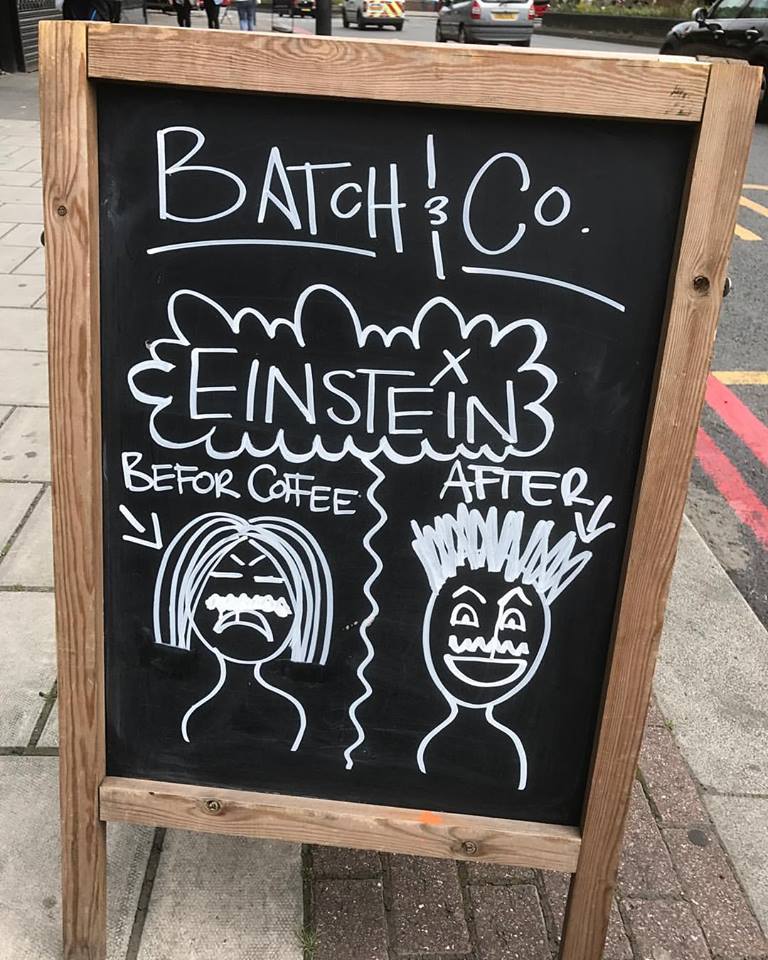 BATCH & Co.
EINSTEIN
BEFOR COFFEE
AFTER